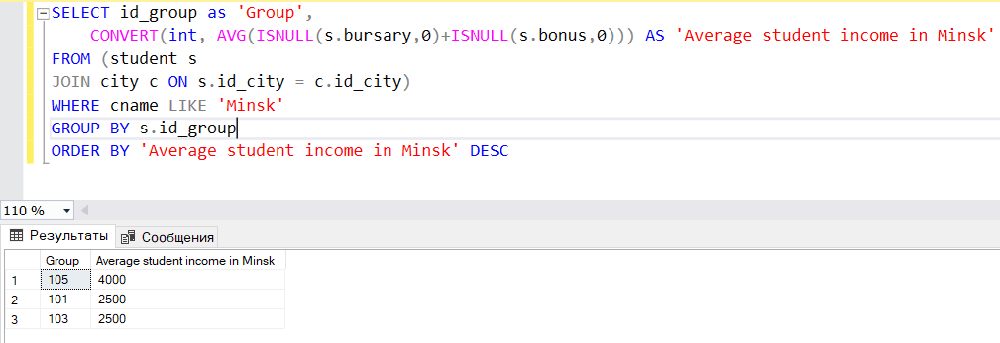 SELECT id_group as 'Group',
CONVERT(int, AVG(ISNULL(s.bursary,0)+ISNULL(s.bonus,0))) AS 'Average student income in Minsk'
FROM (student s
JOIN city c ON s.id_city = c.id_city)
WHERE cname LIKE 'Minsk'
GROUP BY s.id_group
ORDER BY 'Average student income in Minsk' DESC
110 %
Результаты Сообщения
Group Average student income in Minsk
1 105 4000
2 101 2500
3 103 2500